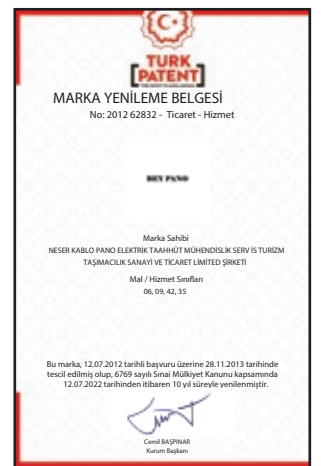 TURK
PATENT
MARKA YENİLEME BELGESİ
No: 2012 62832 - Ticaret - Hizmet
BEY PANO
Marka Sahibi
NESER KABLO PANO ELEKTRİK TAAHHÜT MÜHENDİSLİK SERV İS TURİZM
TAŞIMACILIK SANAYİ VE TİCARET LİMİTED ŞİRKETİ
Mal / Hizmet Sınıfları
06, 09, 42, 35
Bu marka, 12.07.2012 tarihli başvuru üzerine 28.11.2013 tarihinde
tescil edilmiş olup, 6769 sayılı Sınai Mülkiyet Kanunu kapsamında
12.07.2022 tarihinden itibaren 10 yıl süreyle yenilenmiştir.
Cemil BAŞPINAR
Kurum Başkanı